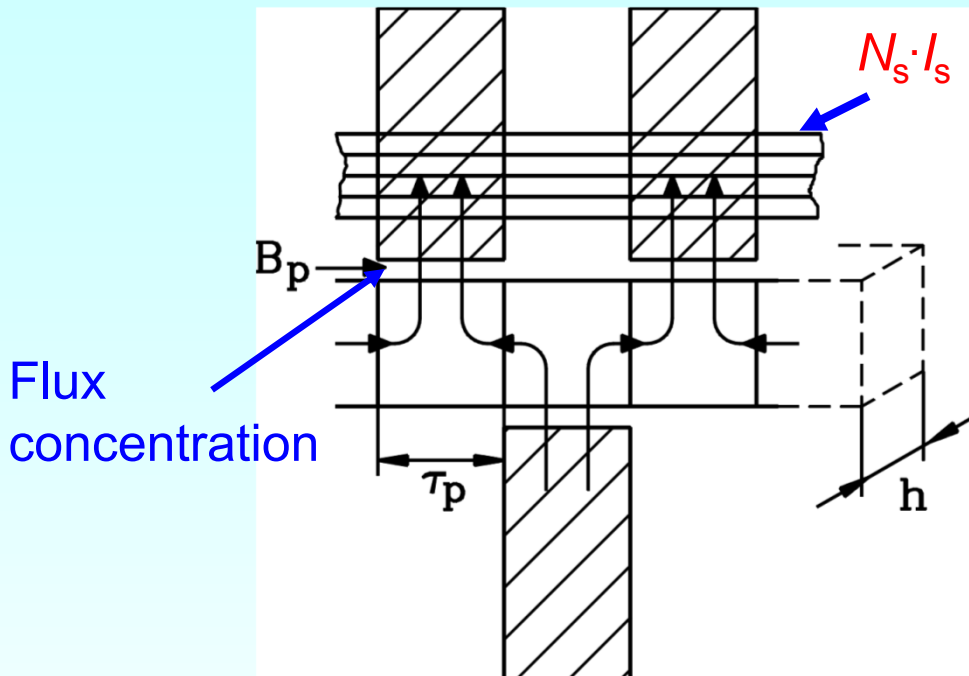 Nₛ·Iₛ
Bₚ
Flux
concentration
τₚ
h